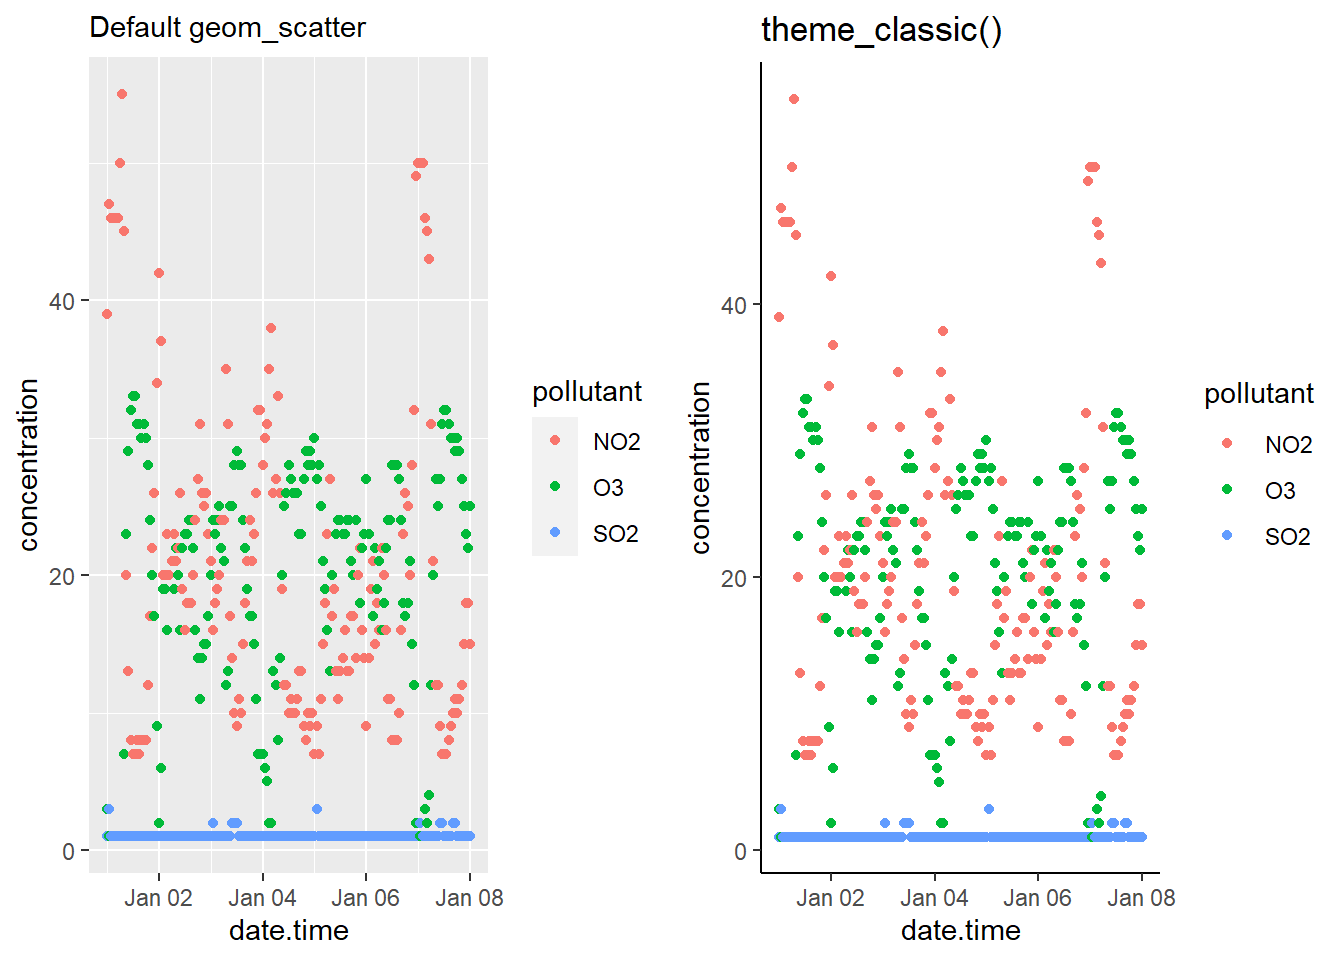 Default geom_scatter
concentration
40
20
0
Jan 02 Jan 04 Jan 06 Jan 08
date.time
pollutant
NO2
O3
SO2
theme_classic()
concentration
40
20
0
Jan 02 Jan 04 Jan 06 Jan 08
date.time
pollutant
NO2
O3
SO2